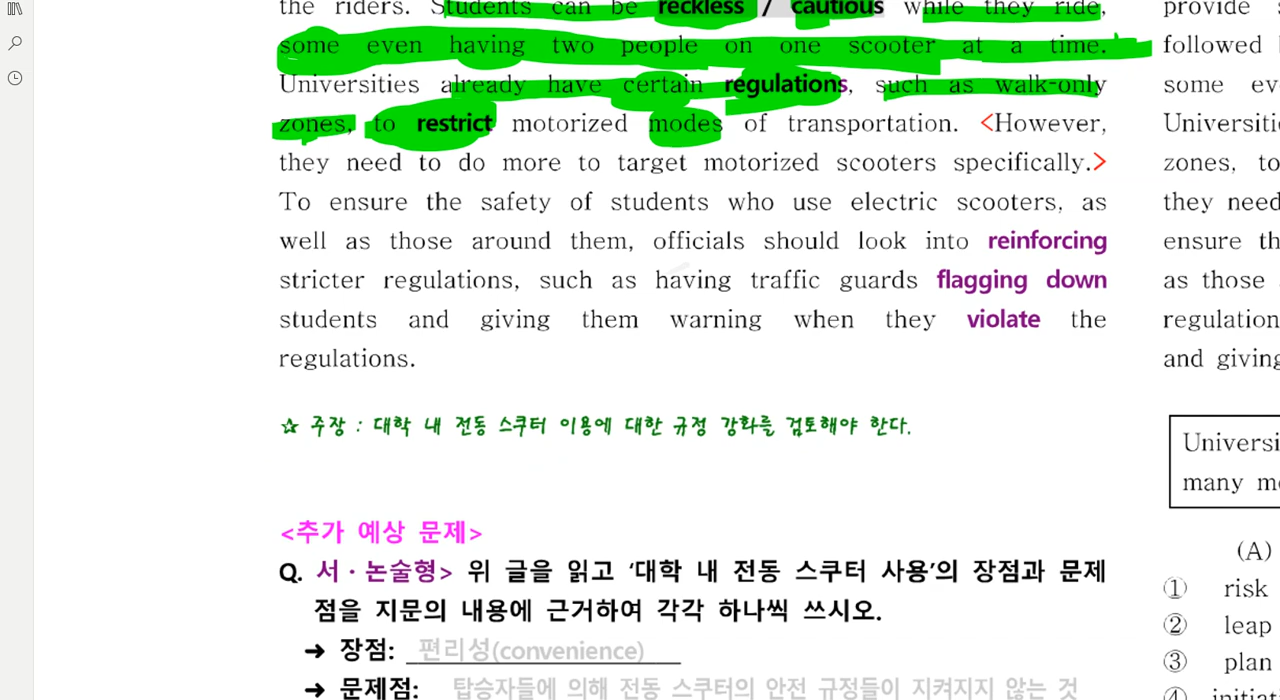 the riders. Students can be reckless / cautious while they ride,
some even having two people on one scooter at a time.
Universities already have certain regulations, such as walk-only
zones, to restrict motorized modes of transportation. <However,
they need to do more to target motorized scooters specifically.>
To ensure the safety of students who use electric scooters, as
well as those around them, officials should look into reinforcing
stricter regulations, such as having traffic guards flagging down
students and giving them warning when they violate the
regulations.
☆ 주장 : 대학 내 전동 스쿠터 이용에 대한 규정 강화를 검토해야 한다.
<추가 예상 문제>
Q. 서·논술형> 위 글을 읽고 '대학 내 전동 스쿠터 사용'의 장점과 문제
점을 지문의 내용에 근거하여 각각 하나씩 쓰시오.
→ 장점: 편리성(convenience)
→ 문제점: 탑승자들에 의해 전동 스쿠터의 안전 규정들이 지켜지지 않는 것
provide
followed
some
Universiti
zones, to
they need
ensure th
as those
regulation
and giving
Universi
many m
(A)
① risk
② leap
③ plan
④ initiat